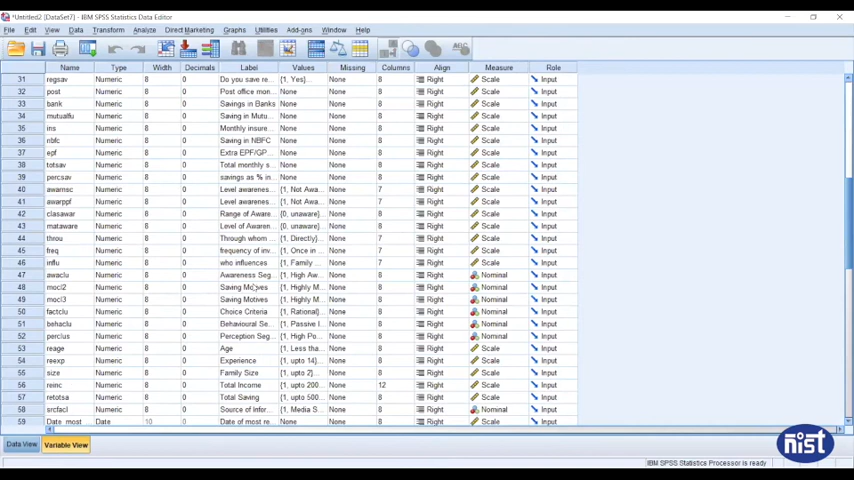 *Untitled2 [DataSet7] - IBM SPSS Statistics Data Editor
File Edit View Data Transform Analyze Direct Marketing Graphs Utilities Add-ons Window Help
Name Type Width Decimals Label Values Missing Columns Align Measure Role
31 regsav Numeric 8 0 Do you save re... {1, Yes}... None 8 Right Scale Input
32 post Numeric 8 0 Post office mon... None None 8 Right Scale Input
33 bank Numeric 8 0 Savings in Banks None None 8 Right Scale Input
34 mutualfu Numeric 8 0 Saving in Mutu... None None 8 Right Scale Input
35 ins Numeric 8 0 Monthly insure... None None 8 Right Scale Input
36 nbfc Numeric 8 0 Saving in NBFC None None 8 Right Scale Input
37 epf Numeric 8 0 Extra EPF/GP... None None 8 Right Scale Input
38 totsav Numeric 8 0 Total monthly s... None None 8 Right Scale Input
39 percsav Numeric 8 0 savings as % in... None None 8 Right Scale Input
40 awarnsc Numeric 8 0 Level awarenes... {1, Not Awa... None 7 Right Scale Input
41 awarppf Numeric 8 0 Level awarenes... {1, Not Awa... None 7 Right Scale Input
42 clasawar Numeric 8 0 Range of Aware... {0, unaware}... None 8 Right Scale Input
43 mataware Numeric 8 0 Level of Awaren... {0, unaware}... None 8 Right Scale Input
44 throu Numeric 8 0 Through whom ... {1, Directly}... None 7 Right Scale Input
45 freq Numeric 8 0 frequency of inv... {1, Once in ... None 7 Right Scale Input
46 influ Numeric 8 0 who influences {1, Family ... None 7 Right Scale Input
47 awaclu Numeric 8 0 Awareness Seg... {1, High Aw... None 8 Right Nominal Input
48 mocl2 Numeric 8 0 Saving Motives {1, Highly M... None 8 Right Nominal Input
49 mocl3 Numeric 8 0 Saving Motives {1, Highly M... None 8 Right Nominal Input
50 factclu Numeric 8 0 Choice Criteria {1, Rational}... None 8 Right Nominal Input
51 behaclu Numeric 8 0 Behavioural Se... {1, Passive I... None 8 Right Nominal Input
52 perclus Numeric 8 0 Perception Seg... {1, High Po... None 8 Right Nominal Input
53 reage Numeric 8 0 Age {1, Less tha... None 8 Right Scale Input
54 reexp Numeric 8 0 Experience {1, upto 14}... None 8 Right Scale Input
55 size Numeric 8 0 Family Size {1, upto 2}... None 8 Right Scale Input
56 reinc Numeric 8 0 Total Income {1, upto 200... None 12 Right Scale Input
57 retotsa Numeric 8 0 Total Saving {1, upto 500... None 8 Right Scale Input
58 srcfacl Numeric 8 0 Source of Infor... {1, Media S... None 8 Right Nominal Input
59 Date_most Date 10 0 Date of most re... None None 8 Right Scale Input
Data View Variable View
IBM SPSS Statistics Processor is ready
nist